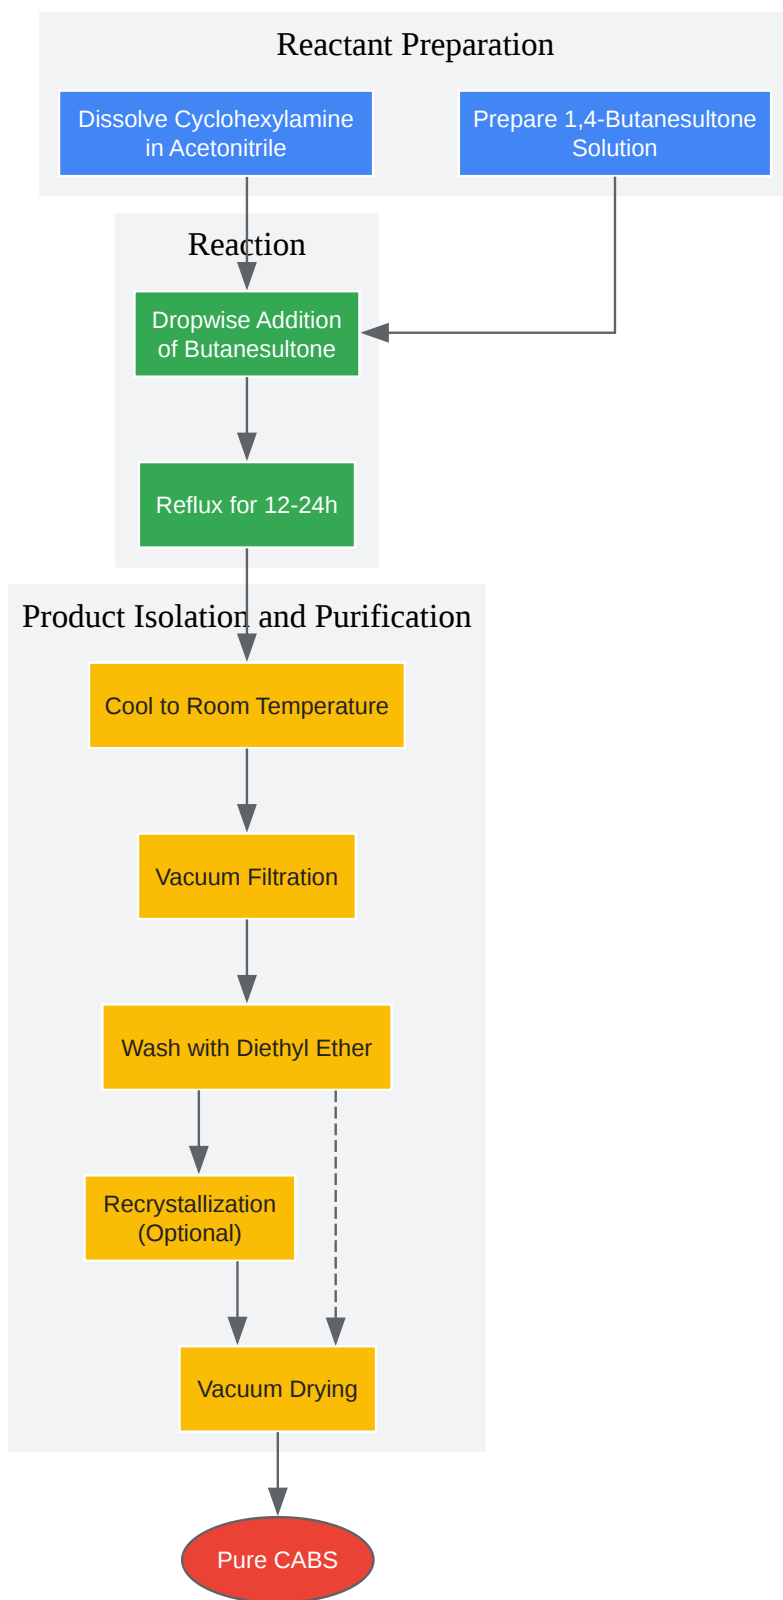 Reactant Preparation
Dissolve Cyclohexylamine
in Acetonitrile
Prepare 1,4-Butanesultone
Solution
Reaction
Dropwise Addition
of Butanesultone
Reflux for 12-24h
Product Isolation and Purification
Cool to Room Temperature
Vacuum Filtration
Wash with Diethyl Ether
Recrystallization
(Optional)
Vacuum Drying
Pure CABS